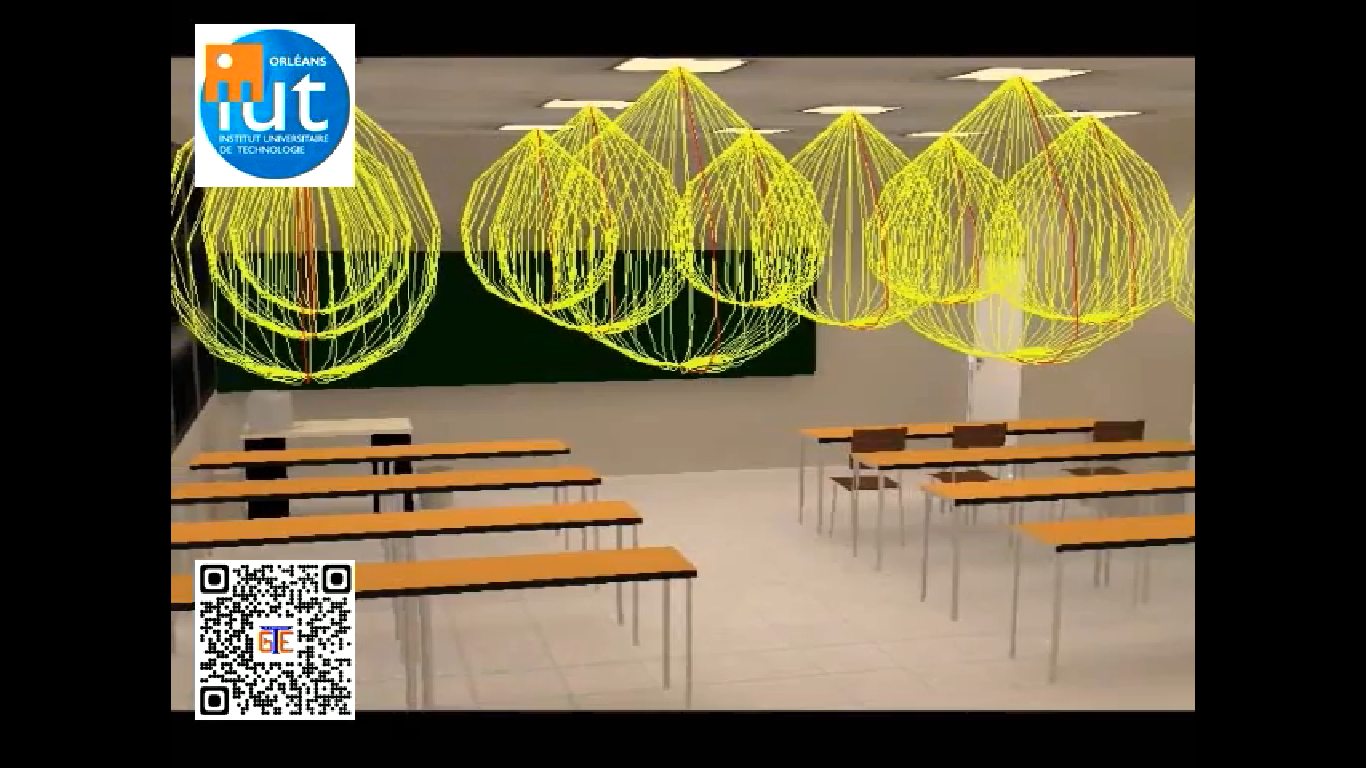 ORLÉANS
iut
INSTITUT UNIVERSITAIRE
DE TECHNOLOGIE
GTE